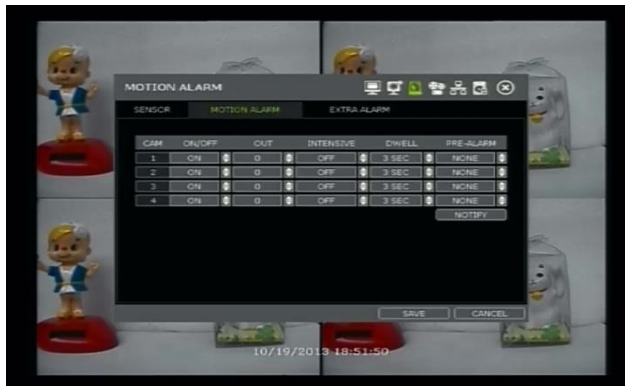 MOTION ALARM
SENSOR MOTION ALARM EXTRA ALARM
CAM ON/OFF OUT INTENSIVE DWELL PRE-ALARM
1 ON 0 OFF 3 SEC NONE
2 ON 0 OFF 3 SEC NONE
3 ON 0 OFF 3 SEC NONE
4 ON 0 OFF 3 SEC NONE
NOTIFY
SAVE CANCEL
10/19/2013 18:51:50